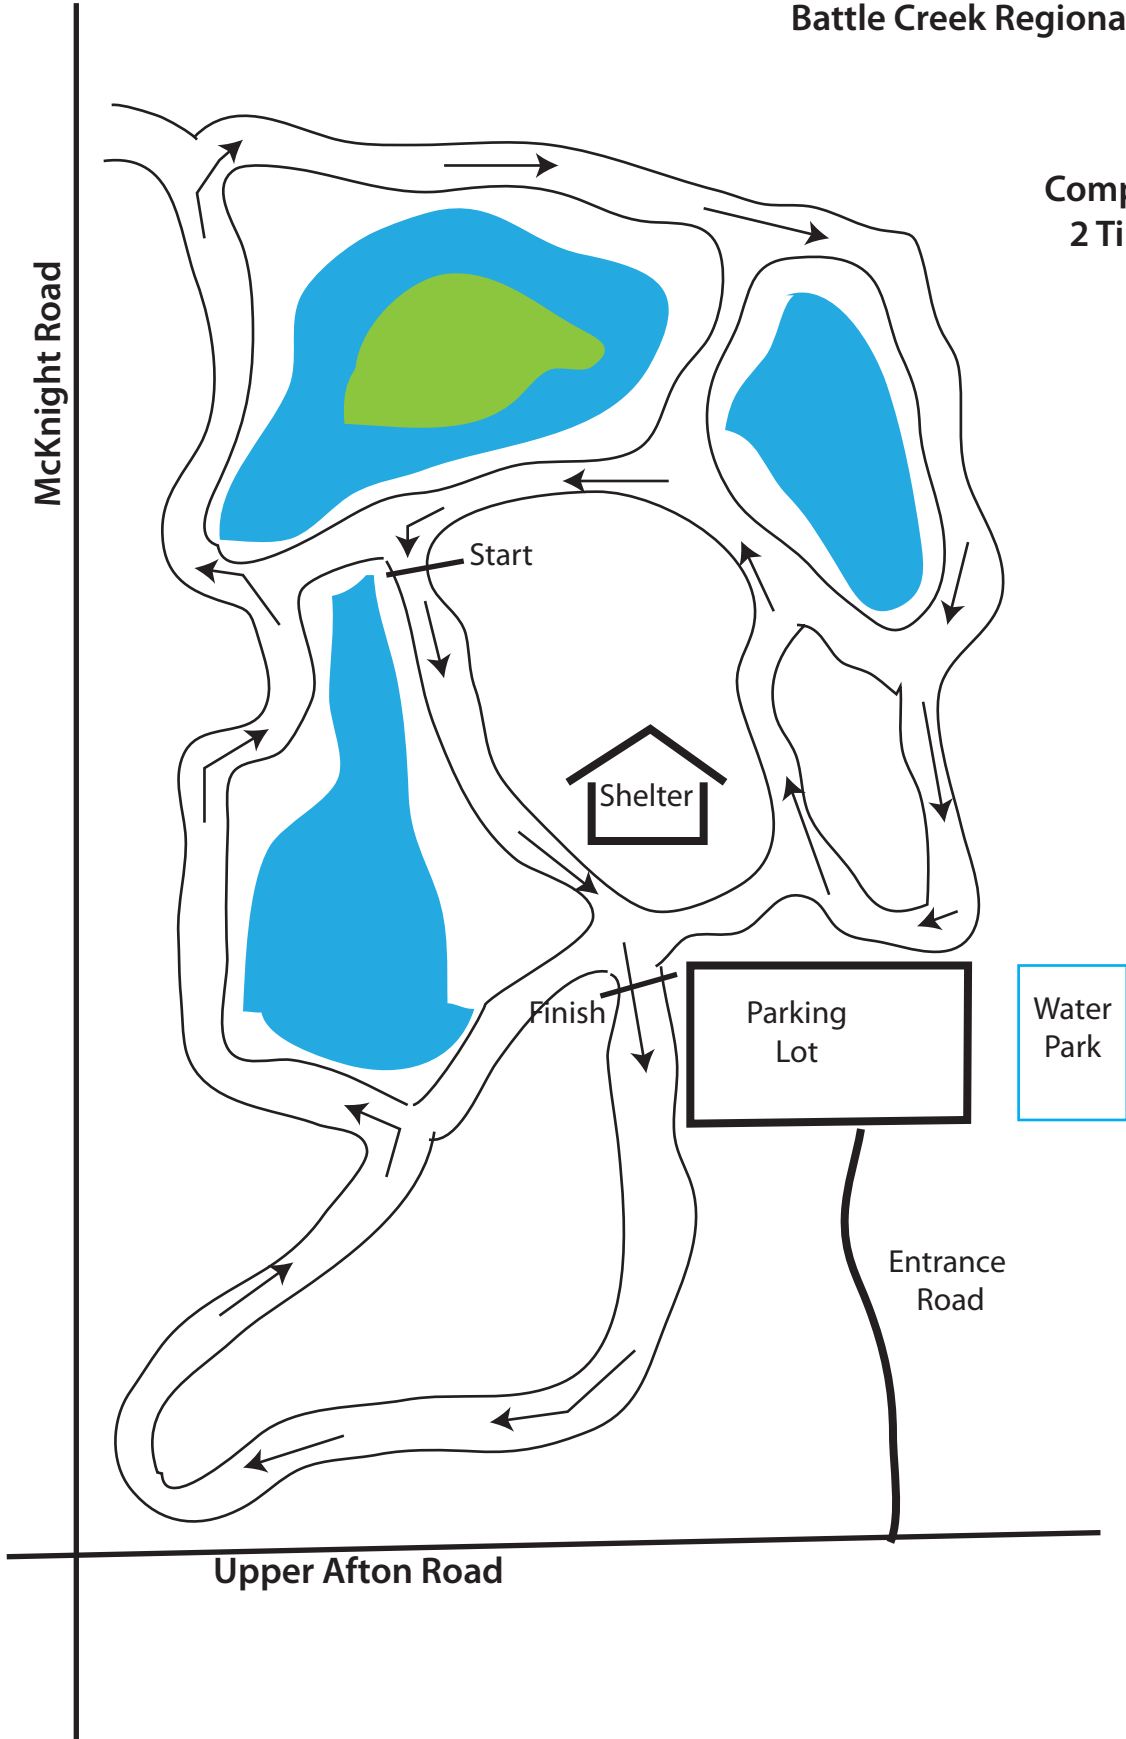 Battle Creek Regiona
Comp
2 Ti
McKnight Road
Start
Shelter
Finish
Parking
Lot
Water
Park
Entrance
Road
Upper Afton Road